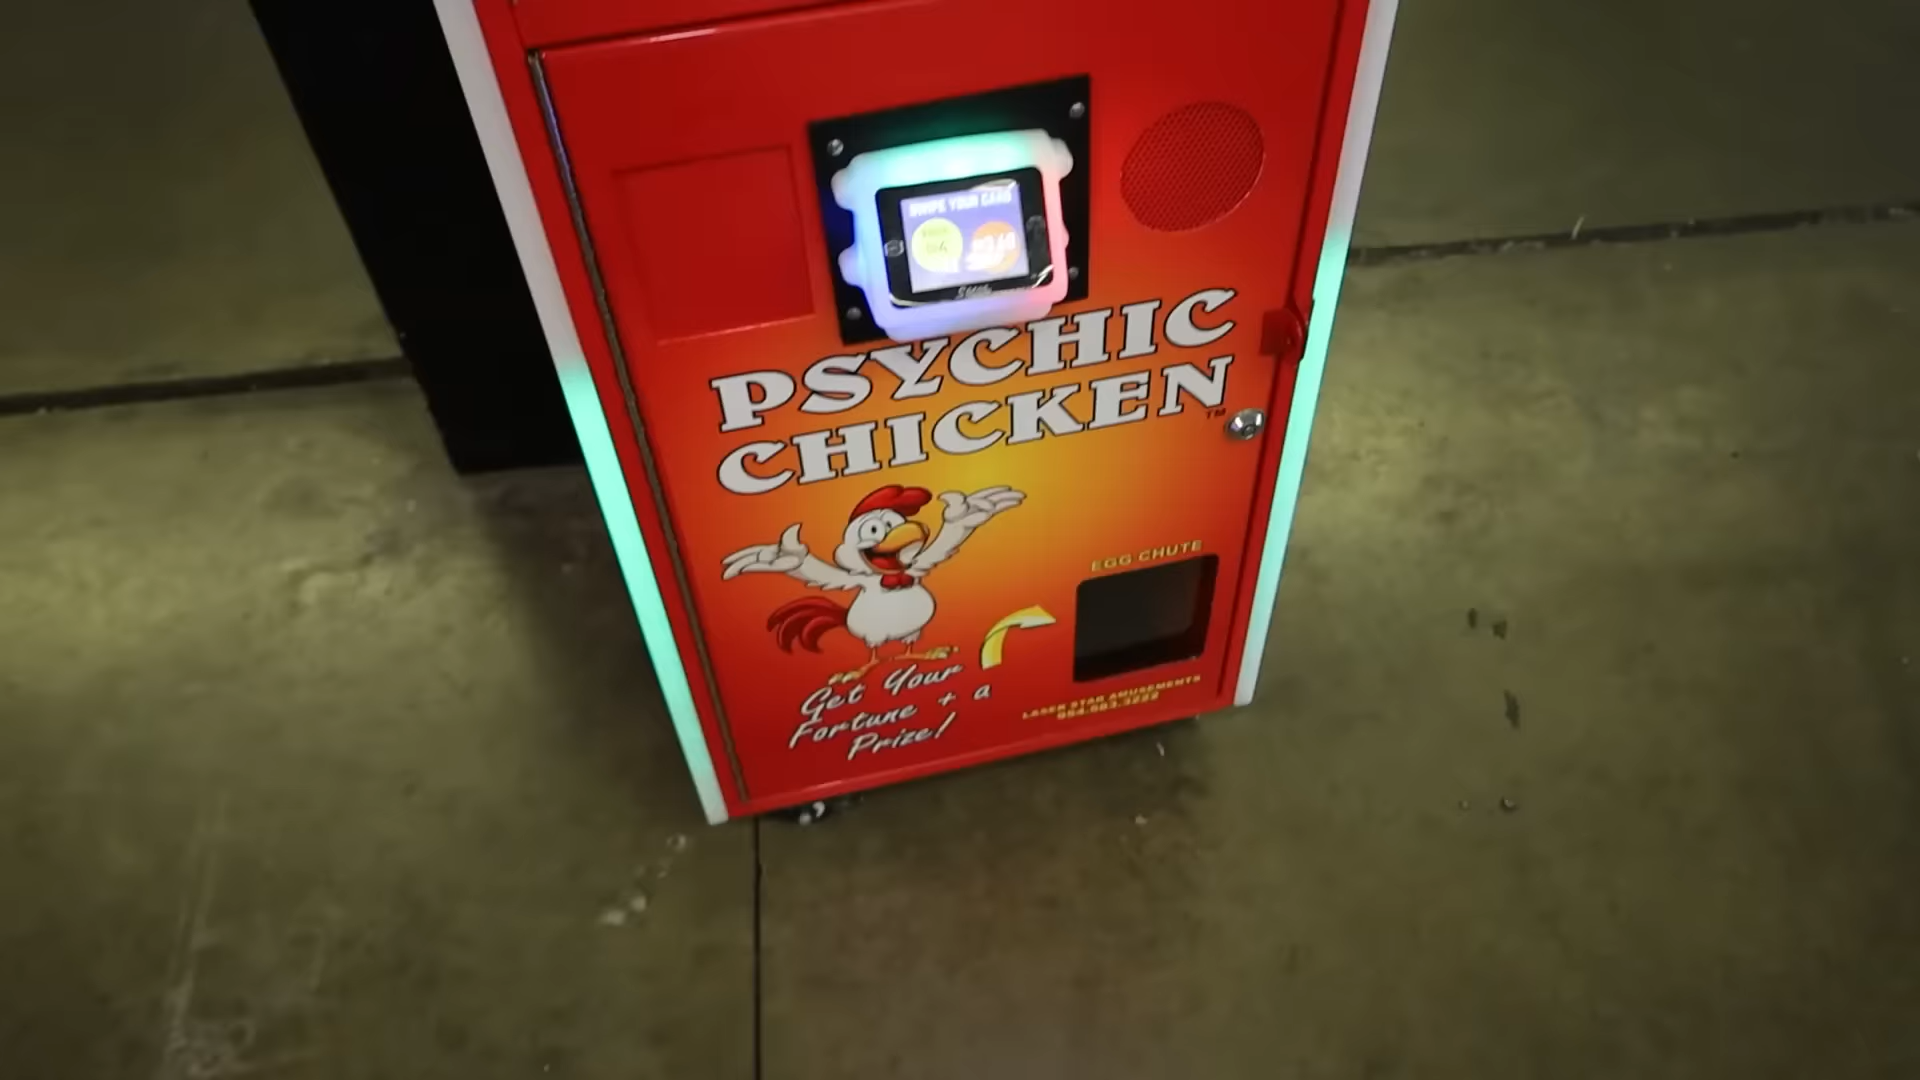 SWIPE YOUR CARD
PSYCHIC
CHICKEN
TM
EGG CHUTE
Get Your
Fortune + a
Prize!
LASER STAR AMUSEMENTS